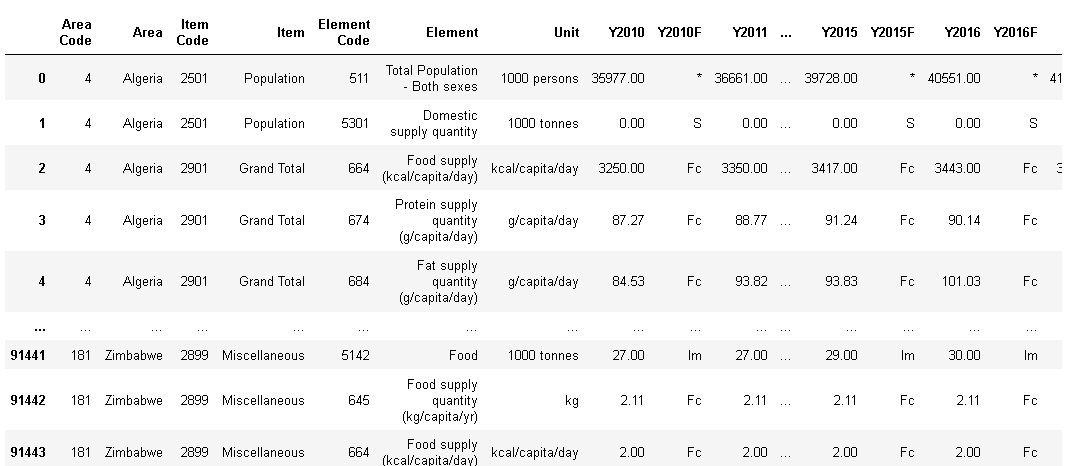 Area Code Area Item Code Item Element Code Element Unit Y2010 Y2010F Y2011 ... Y2015 Y2015F Y2016 Y2016F
0 4 Algeria 2501 Population 511 Total Population - Both sexes 1000 persons 35977.00 * 36661.00 ... 39728.00 * 40551.00 * 41
1 4 Algeria 2501 Population 5301 Domestic supply quantity 1000 tonnes 0.00 S 0.00 ... 0.00 S 0.00 S
2 4 Algeria 2901 Grand Total 664 Food supply (kcal/capita/day) kcal/capita/day 3250.00 Fc 3350.00 ... 3417.00 Fc 3443.00 Fc 3
3 4 Algeria 2901 Grand Total 674 Protein supply quantity (g/capita/day) g/capita/day 87.27 Fc 88.77 ... 91.24 Fc 90.14 Fc
4 4 Algeria 2901 Grand Total 684 Fat supply quantity (g/capita/day) g/capita/day 84.53 Fc 93.82 ... 93.83 Fc 101.03 Fc
... ... ... ... ... ... ... ... ... ... ... ... ... ... ... ...
91441 181 Zimbabwe 2899 Miscellaneous 5142 Food 1000 tonnes 27.00 Im 27.00 ... 29.00 Im 30.00 Im
91442 181 Zimbabwe 2899 Miscellaneous 645 Food supply quantity (kg/capita/yr) kg 2.11 Fc 2.11 ... 2.11 Fc 2.11 Fc
91443 181 Zimbabwe 2899 Miscellaneous 664 Food supply (kcal/capita/day) kcal/capita/day 2.00 Fc 2.00 ... 2.00 Fc 2.00 Fc